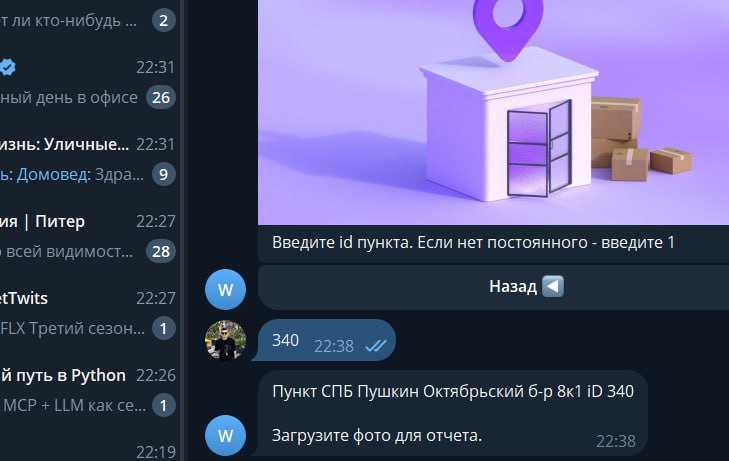 ет ли кто-нибудь ...
2
22:31
ный день в офисе
26
изнь: Уличные...
22:31
ь: Домовед: Здра...
9
ия | Питер
22:27
о всей видимост...
28
etTwits
22:27
FLX Третий сезон...
1
й путь в Python
22:26
MCP + LLM как се...
1
22:19
Введите id пункта. Если нет постоянного - введите 1
W
Назад ◀️
340
22:38
Пункт СПБ Пушкин Октябрьский б-р 8к1 iD 340
W
Загрузите фото для отчета.
22:38